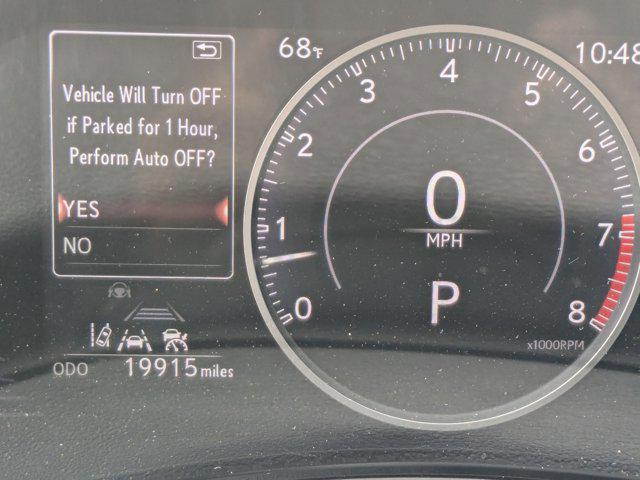 68°F
10:48
Vehicle Will Turn OFF
if Parked for 1 Hour,
Perform Auto OFF?
YES
NO
ODO 19915 miles
0
1
2
3
4
5
6
7
8
0
MPH
P
x1000RPM